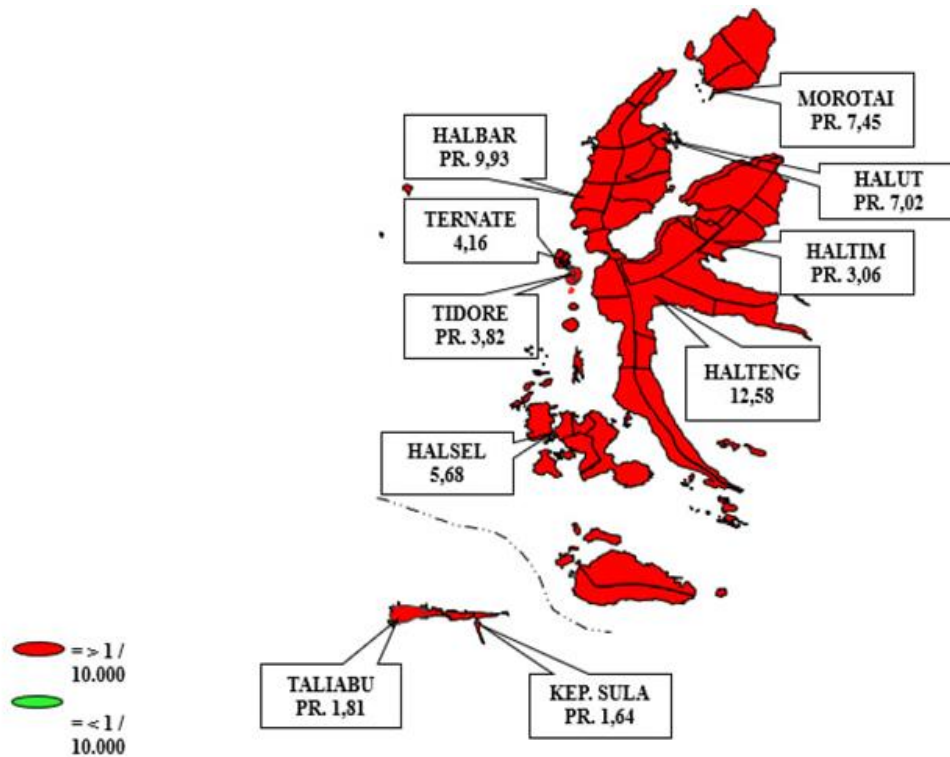 MOROTAI
PR. 7,45
HALBAR
PR. 9,93
HALUT
PR. 7,02
TERNATE
4,16
HALTIM
PR. 3,06
TIDORE
PR. 3,82
HALTENG
12,58
HALSEL
5,68
= > 1 /
10.000
TALIABU
PR. 1,81
KEP. SULA
PR. 1,64
= < 1 /
10.000